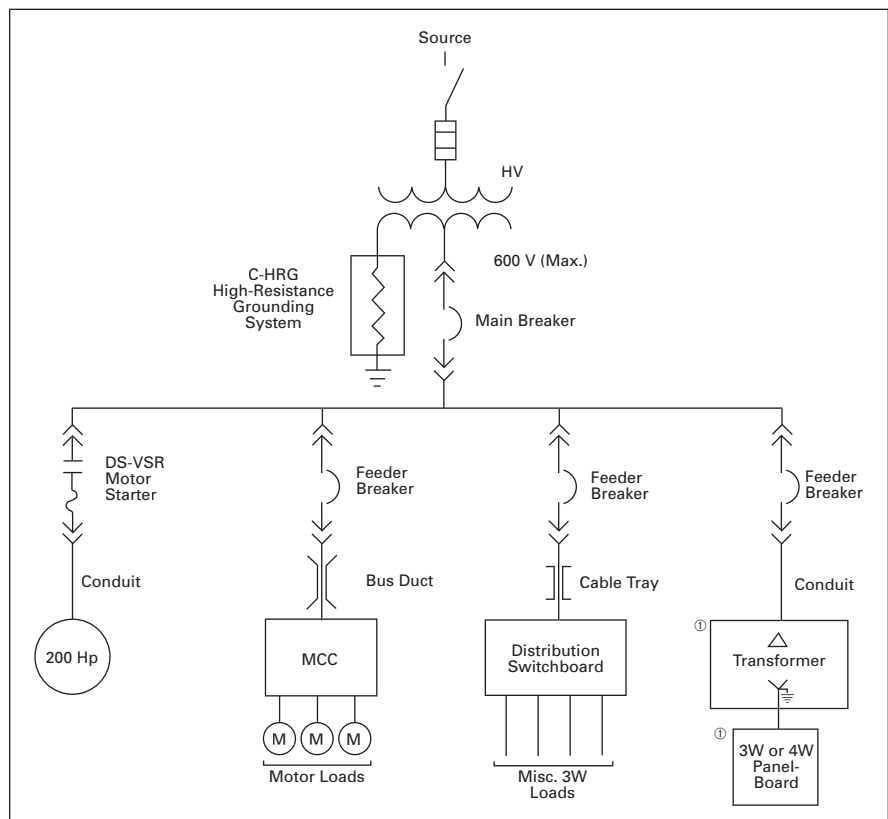 Source
HV
600 V (Max.)
C-HRG
High-Resistance
Grounding
System
Main Breaker
DS-VSR
Motor
Starter
Feeder
Breaker
Feeder
Breaker
Feeder
Breaker
Conduit
Bus Duct
Cable Tray
Conduit
200 Hp
MCC
Distribution
Switchboard
①
Transformer
M
M
M
Motor Loads
Misc. 3W
Loads
①
3W or 4W
Panel-
Board